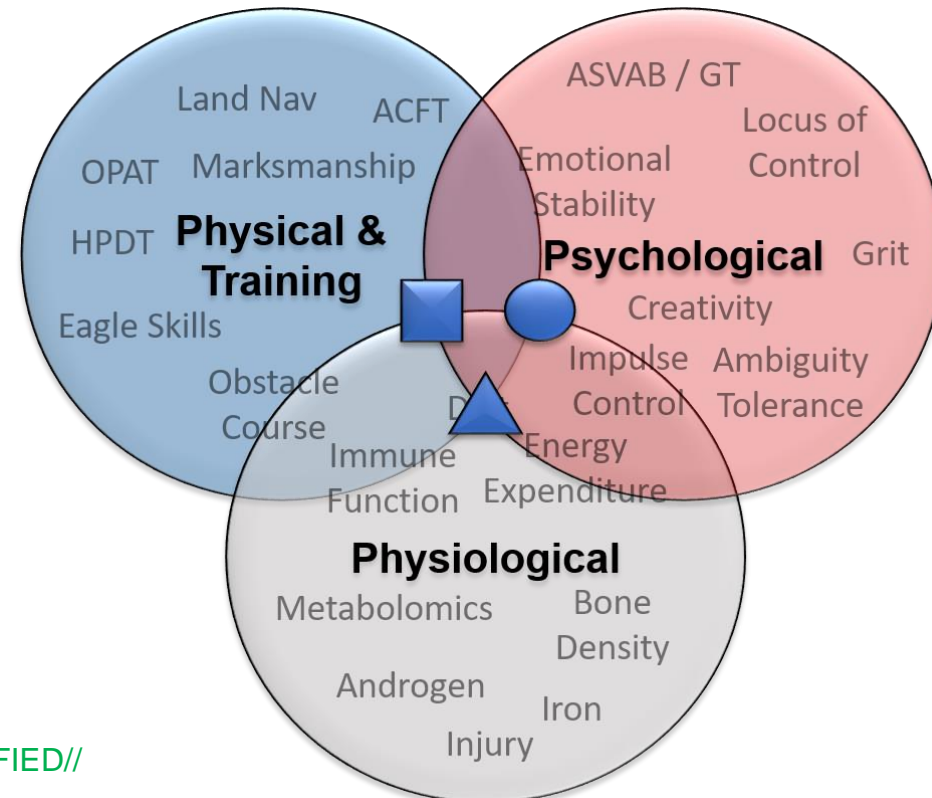 ASVAB / GT
Land Nav
ACFT
Locus of
Control
OPAT
Marksmanship
Emotional
Stability
HPDT
Physical &
Training
Psychological
Grit
Creativity
Eagle Skills
Obstacle
Course
Impulse
Control
Ambiguity
Tolerance
Immune
Function
Energy
Expenditure
Physiological
Metabolomics
Bone
Density
Androgen
Iron
Injury
FIED//